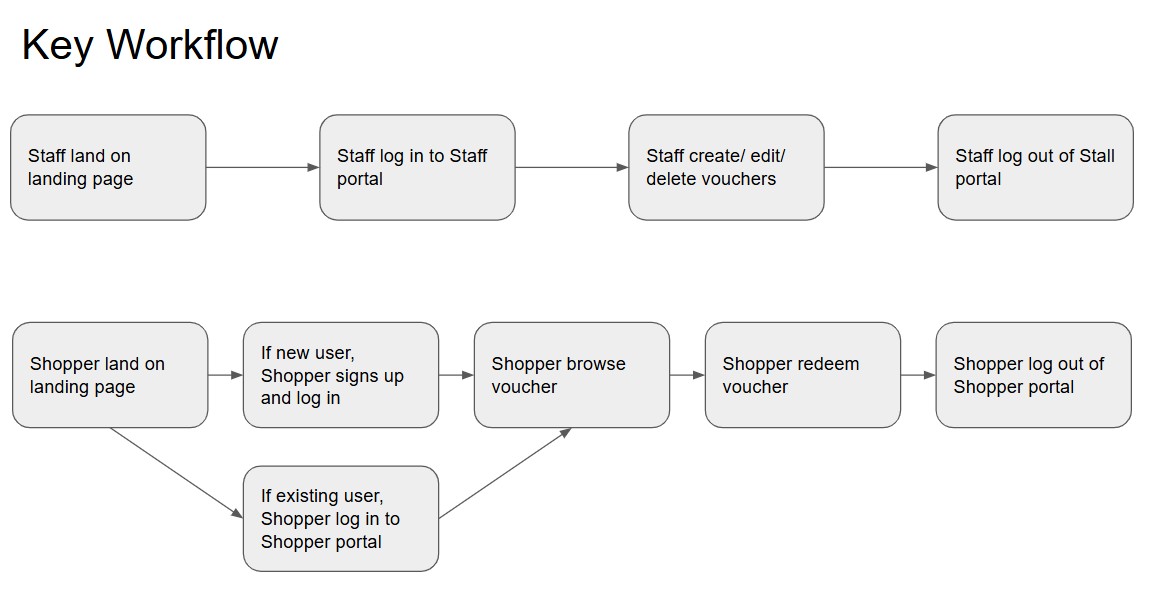 Key Workflow
Staff land on
landing page
Staff log in to Staff
portal
Staff create/ edit/
delete vouchers
Staff log out of Stall
portal
Shopper land on
landing page
If new user,
Shopper signs up
and log in
Shopper browse
voucher
Shopper redeem
voucher
Shopper log out of
Shopper portal
If existing user,
Shopper log in to
Shopper portal